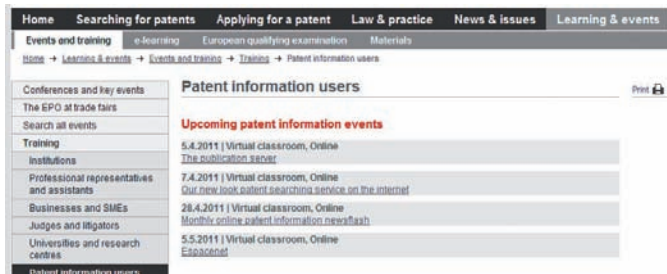 Home Searching for patents Applying for a patent Law & practice News & issues Learning & events
Events and training e-learning European qualifying examination Materials
Home → Learning & events → Events and training → Training → Patent information users
Conferences and key events
The EPO at trade fairs
Search all events
Training
Institutions
Professional representatives
and assistants
Businesses and SMEs
Judges and litigators
Universities and research
centres
Patent information users
Patent information users
Print
Upcoming patent information events
5.4.2011 | Virtual classroom, Online
The publication server
7.4.2011 | Virtual classroom, Online
Our new look patent searching service on the internet
28.4.2011 | Virtual classroom, Online
Monthly online patent information newsflash
5.5.2011 | Virtual classroom, Online
Espacenet